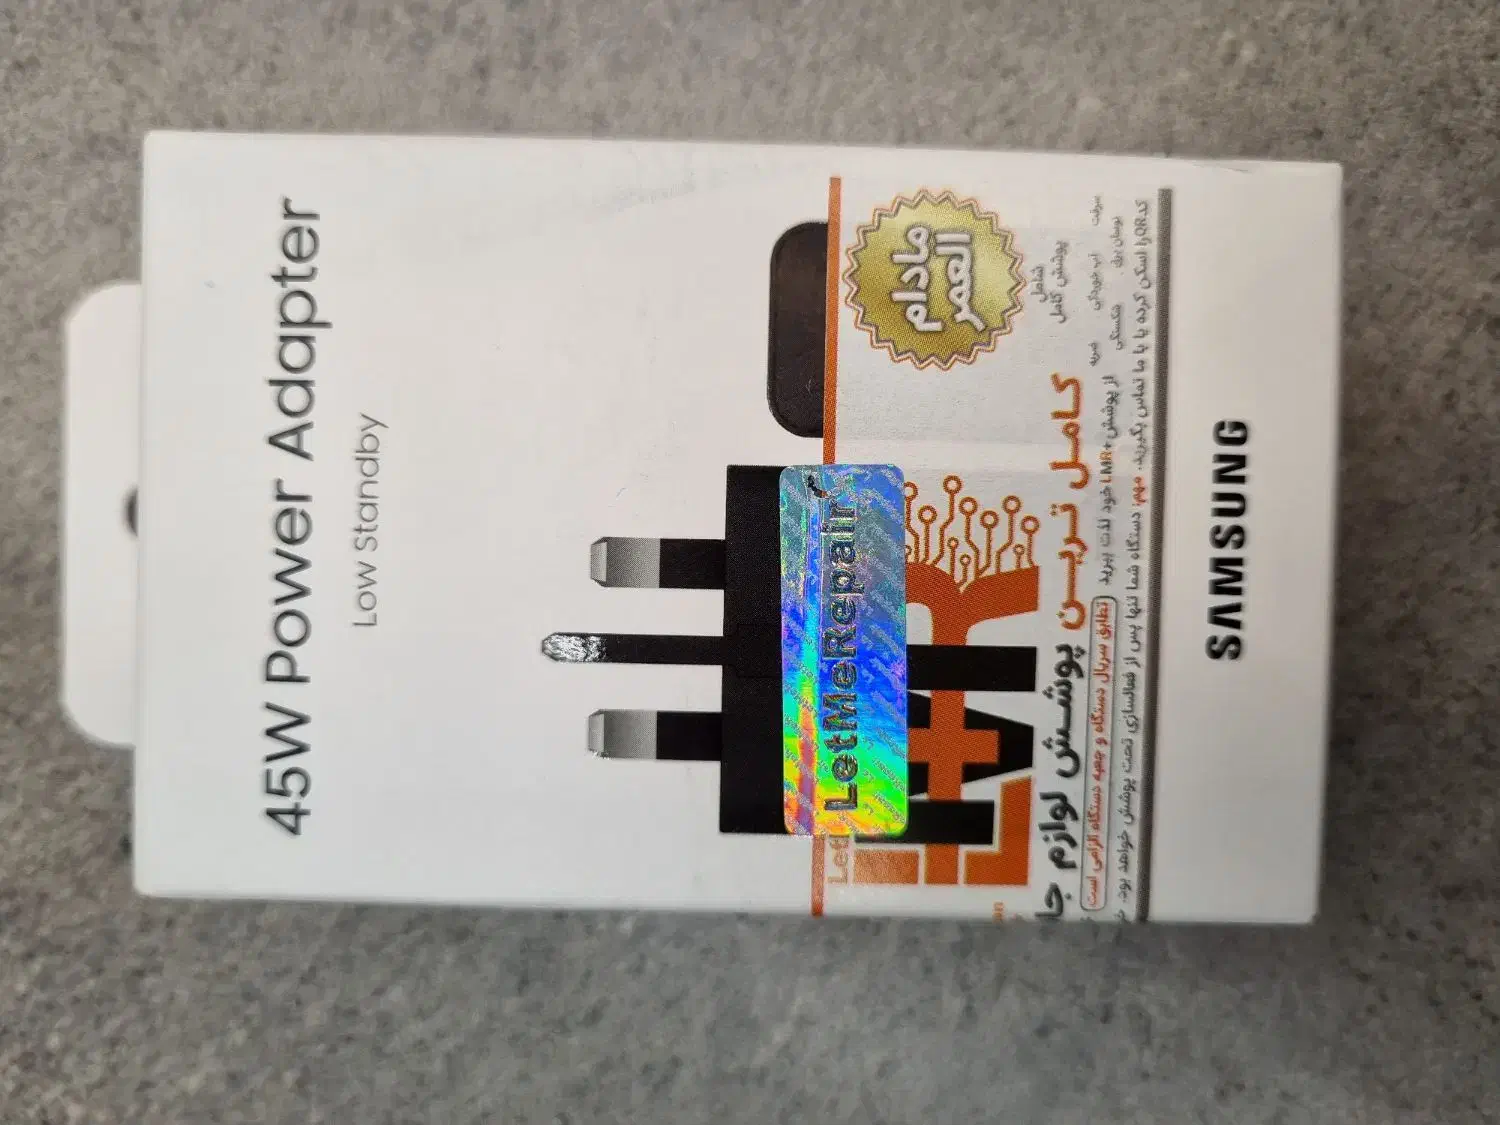 45W Power Adapter
Low Standby
مادام
العمر
شامل
پوشش کامل
سرقت
آب خوردگی
ضربه
نوسان برق
شکستگی
LetMeRepair
Let
LMR+
کامل ترین پوشش لوازم
از پوشش LMR+ خود لذت ببرید
تطابق سریال دستگاه و جعبه دستگاه الزامی است
کد QR را اسکن کرده یا با ما تماس بگیرید. مهم: دستگاه شما تنها پس از فعالسازی تحت پوشش خواهد بود.
SAMSUNG